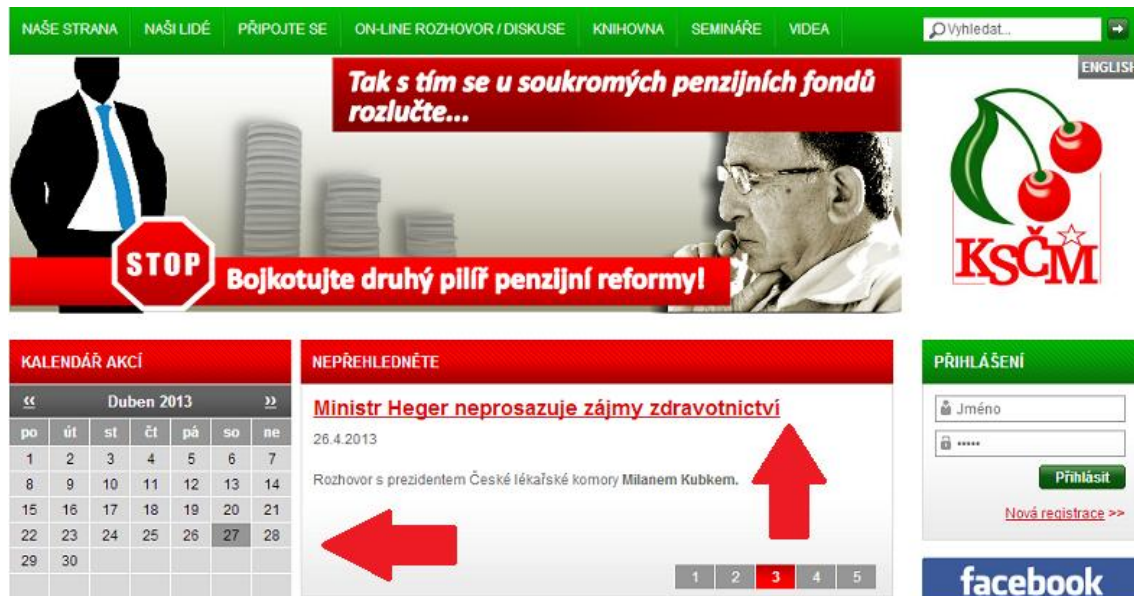 NAŠE STRANA NAŠI LIDÉ PŘIPOJTE SE ON-LINE ROZHOVOR / DISKUSE KNIHOVNA SEMINÁŘE VIDEA Vyhledat...
ENGLISH
Tak s tím se u soukromých penzijních fondů
rozlučte...
STOP
Bojkotujte druhý pilíř penzijní reformy!
KSČM
KALENDÁŘ AKCÍ
« Duben 2013 »
po út st čt pá so ne
1 2 3 4 5 6 7
8 9 10 11 12 13 14
15 16 17 18 19 20 21
22 23 24 25 26 27 28
29 30
NEPŘEHLEDNĚTE
Ministr Heger neprosazuje zájmy zdravotnictví
26.4.2013
Rozhovor s prezidentem České lékařské komory Milanem Kubkem.
1 2 3 4 5
PŘIHLÁŠENÍ
Jméno
•••••
Přihlásit
Nová registrace >>
facebook